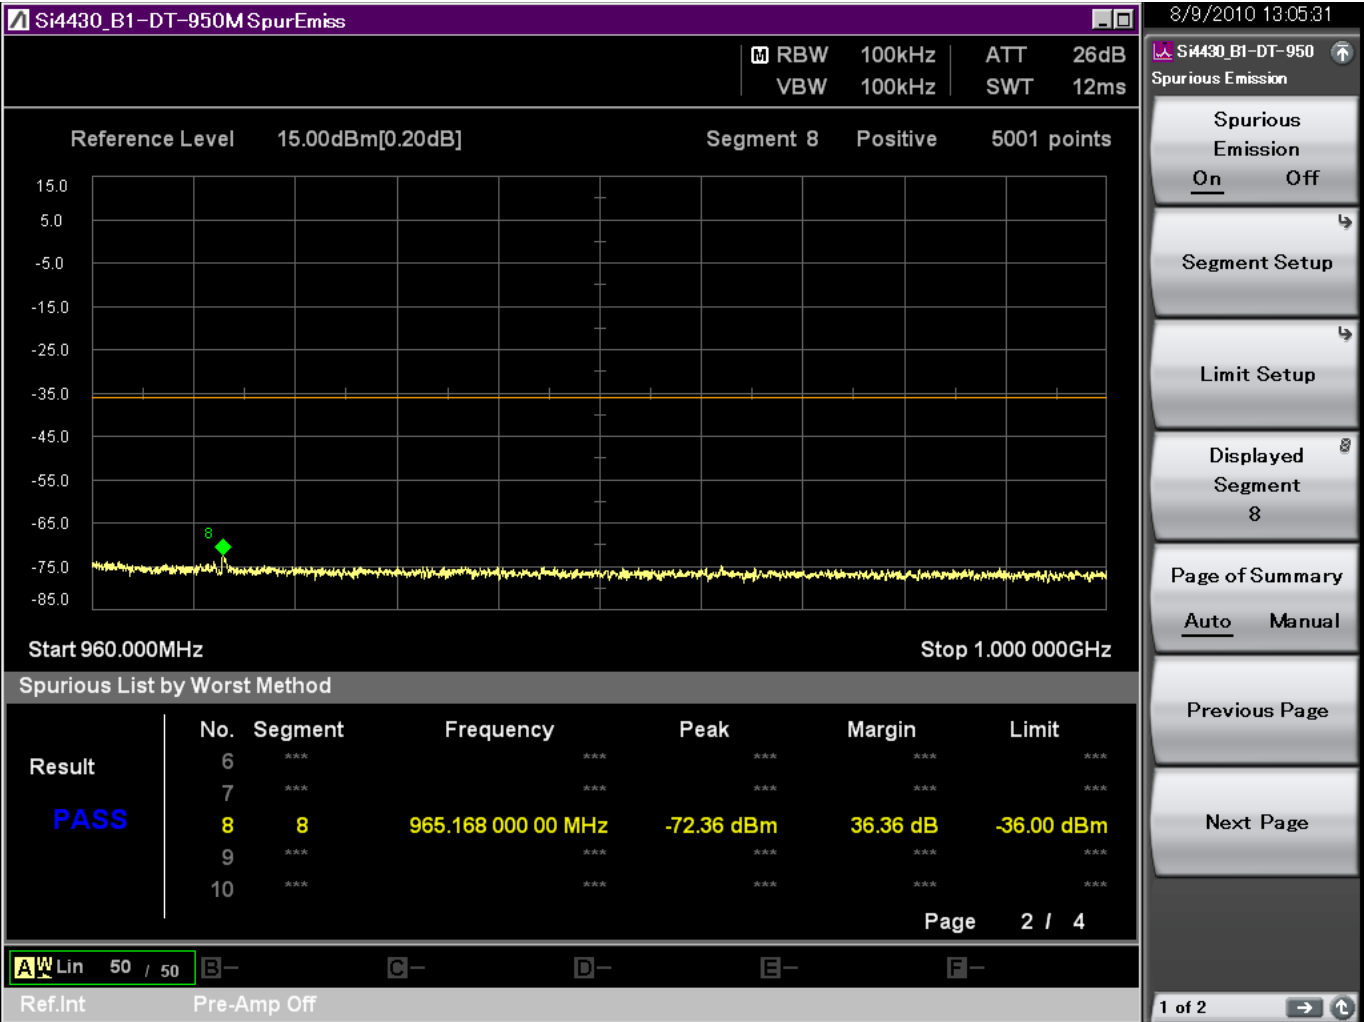 Si4430_B1-DT-950M SpurEmiss
8/9/2010 13:05:31
M RBW 100kHz ATT 26dB
VBW 100kHz SWT 12ms
Reference Level 15.00dBm[0.20dB] Segment 8 Positive 5001 points
15.0
5.0
-5.0
-15.0
-25.0
-35.0
-45.0
-55.0
-65.0
8
-75.0
-85.0
Start 960.000MHz Stop 1.000 000GHz
Spurious List by Worst Method
No. Segment Frequency Peak Margin Limit
6 *** *** *** *** ***
Result
7 *** *** *** *** ***
PASS
8 8 965.168 000 00 MHz -72.36 dBm 36.36 dB -36.00 dBm
9 *** *** *** *** ***
10 *** *** *** *** ***
Page 2 / 4
A W Lin 50 / 50 B- C- D- E- F-
Ref.Int Pre-Amp Off
Si4430_B1-DT-950
Spurious Emission
Spurious
Emission
On Off
Segment Setup
Limit Setup
Displayed
Segment
8
Page of Summary
Auto Manual
Previous Page
Next Page
1 of 2